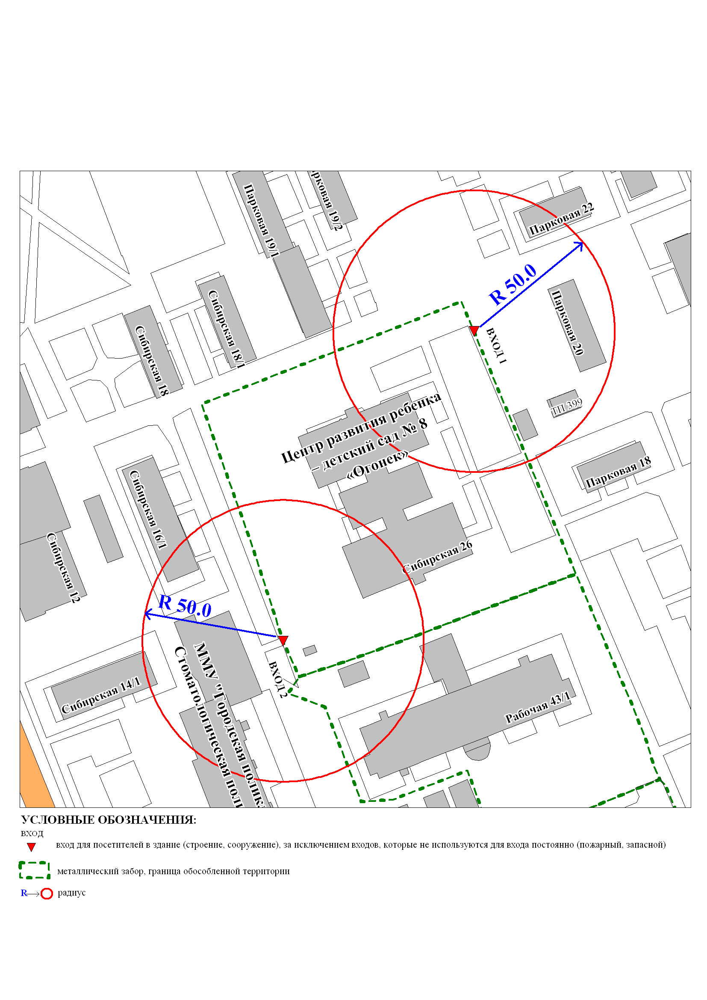 Парковая 19/1
арковая 19/2
Парковая 22
R 50.0
Сибирская 18/1
Парковая 20
Сибирская 18
ВХОД 1
ТП 399
Центр развития ребенка
– детский сад № 8
«Огонек»
Парковая 18
Сибирская 16/1
Сибирская 12
Сибирская 26
R 50.0
ММУ "Городская полик
Стоматологическая поли
ВХОД 2
Сибирская 14/1
Рабочая 43/1
УСЛОВНЫЕ ОБОЗНАЧЕНИЯ:
ВХОД
вход для посетителей в здание (строение, сооружение), за исключением входов, которые не используются для входа постоянно (пожарный, запасной)
металлический забор, граница обособленной территории
R
радиус